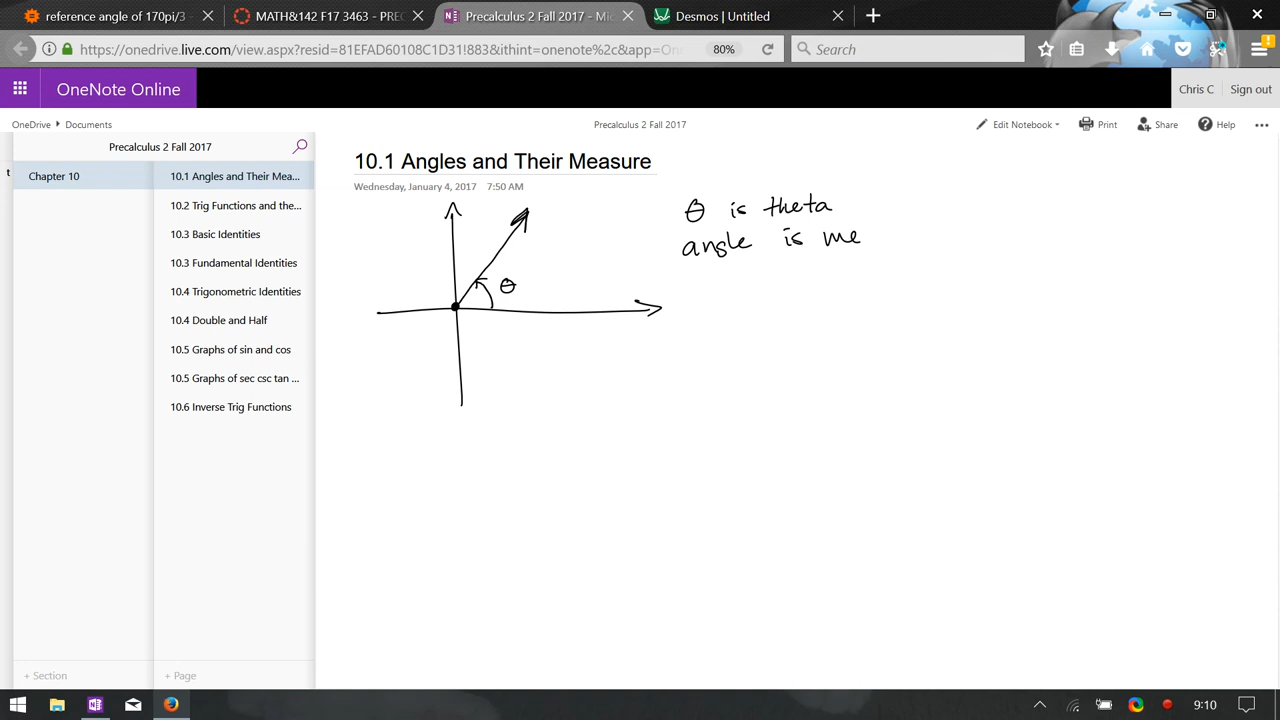 reference angle of 170pi/3 -
MATH&142 F17 3463 - PREC
Precalculus 2 Fall 2017 - Mic
Desmos | Untitled
https://onedrive.live.com/view.aspx?resid=81EFAD60108C1D31!883&ithint=onenote%2c&app=On
80%
Search
OneNote Online
Chris C
Sign out
OneDrive
Documents
Precalculus 2 Fall 2017
Edit Notebook
Print
Share
Help
Precalculus 2 Fall 2017
Chapter 10
10.1 Angles and Their Mea...
10.2 Trig Functions and the...
10.3 Basic Identities
10.3 Fundamental Identities
10.4 Trigonometric Identities
10.4 Double and Half
10.5 Graphs of sin and cos
10.5 Graphs of sec csc tan ...
10.6 Inverse Trig Functions
+ Section
+ Page
10.1 Angles and Their Measure
Wednesday, January 4, 2017 7:50 AM
θ
θ is theta
angle is me
9:10